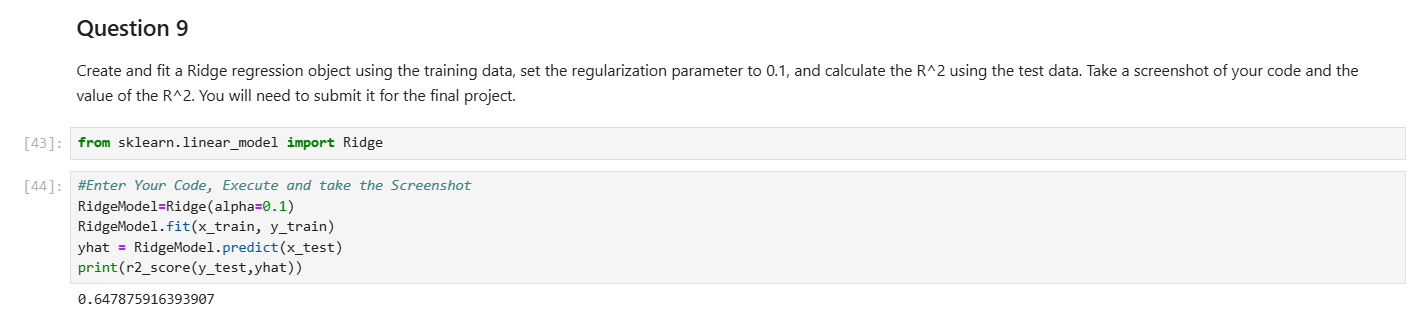 Question 9
Create and fit a Ridge regression object using the training data, set the regularization parameter to 0.1, and calculate the R^2 using the test data. Take a screenshot of your code and the
value of the R^2. You will need to submit it for the final project.
[43]: from sklearn.linear_model import Ridge
[44]: #Enter Your Code, Execute and take the Screenshot
RidgeModel=Ridge(alpha=0.1)
RidgeModel.fit(x_train, y_train)
yhat = RidgeModel.predict(x_test)
print(r2_score(y_test,yhat))
0.647875916393907